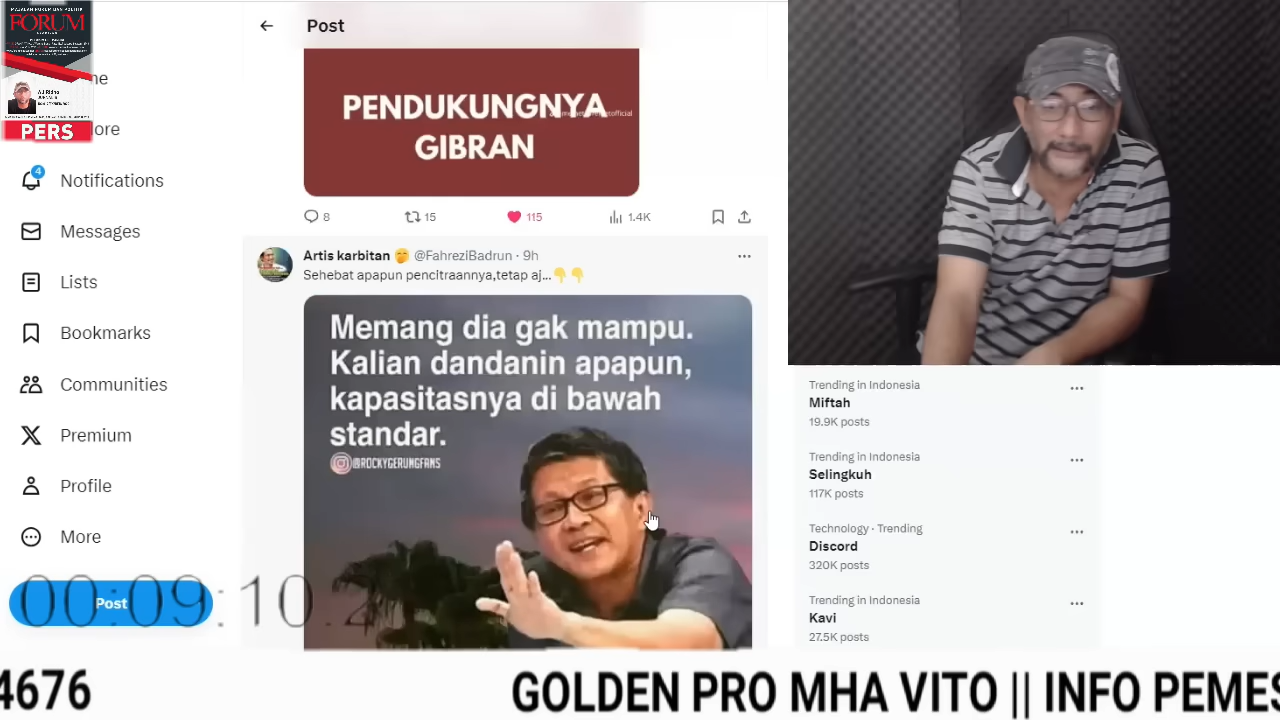 FORUM
PERS
Post
Notifications
4
Messages
Lists
Bookmarks
Communities
Premium
Profile
More
Post
00:09:10.2
PENDUKUNGNYA
GIBRAN
8
15
115
1.4K
Artis karbitan 🤭 @FahreziBadrun · 9h
Sehebat apapun pencitraannya,tetap aj...👇👇
Memang dia gak mampu.
Kalian dandanin apapun,
kapasitasnya di bawah
standar.
@ROCKYGERUNGFANS
Trending in Indonesia
Miftah
19.9K posts
Trending in Indonesia
Selingkuh
117K posts
Technology · Trending
Discord
320K posts
Trending in Indonesia
Kavi
27.5K posts
4676 GOLDEN PRO MHA VITO || INFO PEMES